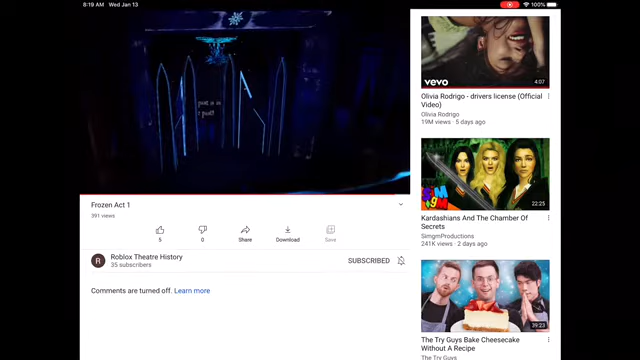 8:19 AM Wed Jan 13
100%
Frozen Act 1
391 views
5
0
Share
Download
Save
R
Roblox Theatre History
35 subscribers
SUBSCRIBED
Comments are turned off. Learn more
vevo
4:07
Olivia Rodrigo - drivers license (Official
Video)
Olivia Rodrigo
19M views · 5 days ago
22:25
Kardashians And The Chamber Of
Secrets
SimgmProductions
241K views · 2 days ago
39:23
The Try Guys Bake Cheesecake
Without A Recipe
The Try Guys